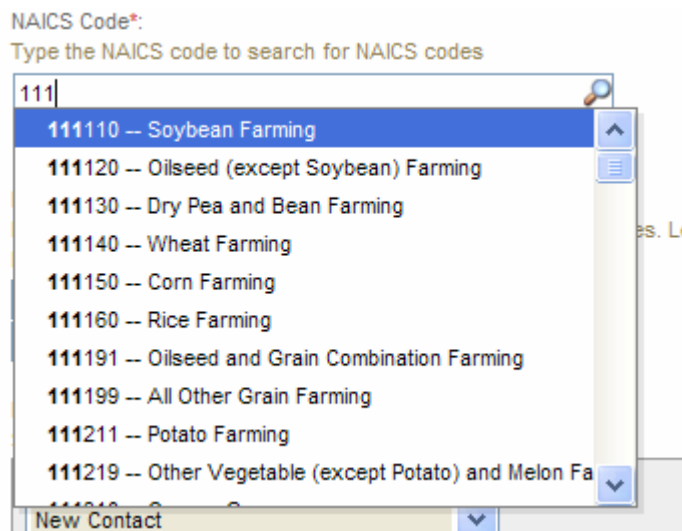 NAICS Code*:
Type the NAICS code to search for NAICS codes
111
111110 -- Soybean Farming
111120 -- Oilseed (except Soybean) Farming
111130 -- Dry Pea and Bean Farming
es. L
111140 -- Wheat Farming
111150 -- Corn Farming
111160 -- Rice Farming
111191 -- Oilseed and Grain Combination Farming
111199 -- All Other Grain Farming
111211 -- Potato Farming
111219 -- Other Vegetable (except Potato) and Melon Fa
New Contact